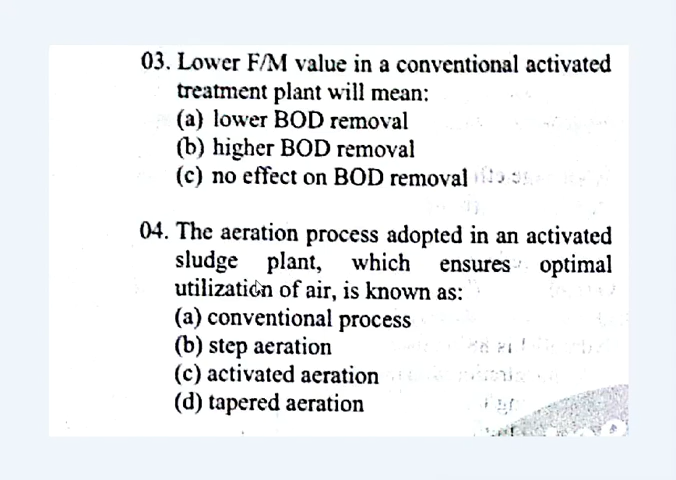 03. Lower F/M value in a conventional activated
treatment plant will mean:
(a) lower BOD removal
(b) higher BOD removal
(c) no effect on BOD removal
04. The aeration process adopted in an activated
sludge plant, which ensures optimal
utilization of air, is known as:
(a) conventional process
(b) step aeration
(c) activated aeration
(d) tapered aeration